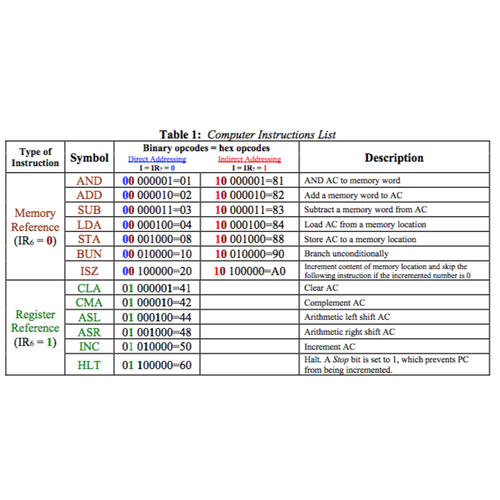 Table 1: Computer Instructions List
Type of Instruction Symbol Binary opcodes = hex opcodes Description
Direct Addressing Indirect Addressing
I = IR7 = 0 I = IR7 = 1
Memory Reference (IR6 = 0)
AND 00 000001=01 10 000001=81 AND AC to memory word
ADD 00 000010=02 10 000010=82 Add a memory word to AC
SUB 00 000011=03 10 000011=83 Subtract a memory word from AC
LDA 00 000100=04 10 000100=84 Load AC from a memory location
STA 00 001000=08 10 001000=88 Store AC to a memory location
BUN 00 010000=10 10 010000=90 Branch unconditionally
ISZ 00 100000=20 10 100000=A0 Increment content of memory location and skip the
following instruction if the incremented number is 0
Register Reference (IR6 = 1)
CLA 01 000001=41 Clear AC
CMA 01 000010=42 Complement AC
ASL 01 000100=44 Arithmetic left shift AC
ASR 01 001000=48 Arithmetic right shift AC
INC 01 010000=50 Increment AC
HLT 01 100000=60 Halt. A Stop bit is set to 1, which prevents PC
from being incremented.